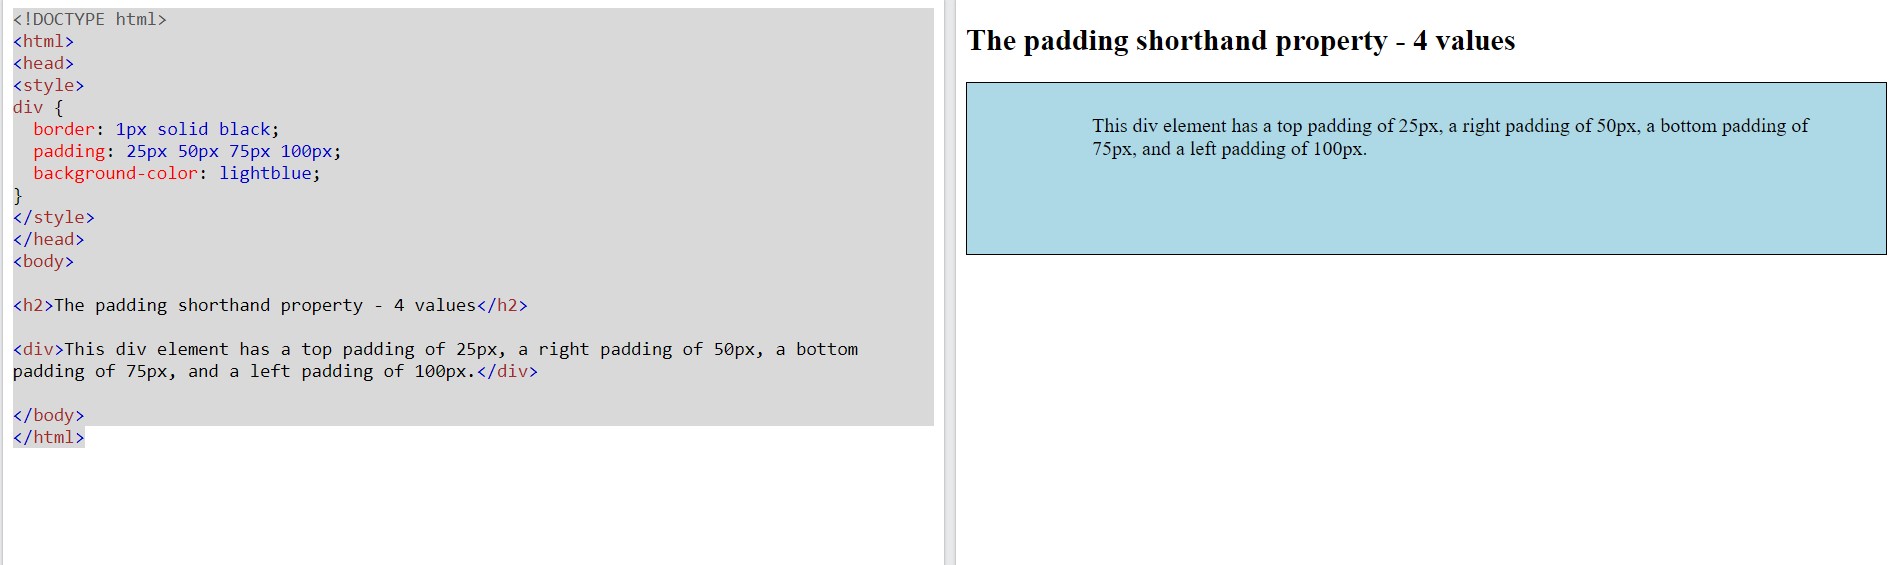 <!DOCTYPE html>
<html>
<head>
<style>
div {
  border: 1px solid black;
  padding: 25px 50px 75px 100px;
  background-color: lightblue;
}
</style>
</head>
<body>
<h2>The padding shorthand property - 4 values</h2>
<div>This div element has a top padding of 25px, a right padding of 50px, a bottom
padding of 75px, and a left padding of 100px.</div>
</body>
</html>
The padding shorthand property - 4 values
This div element has a top padding of 25px, a right padding of 50px, a bottom padding of
75px, and a left padding of 100px.